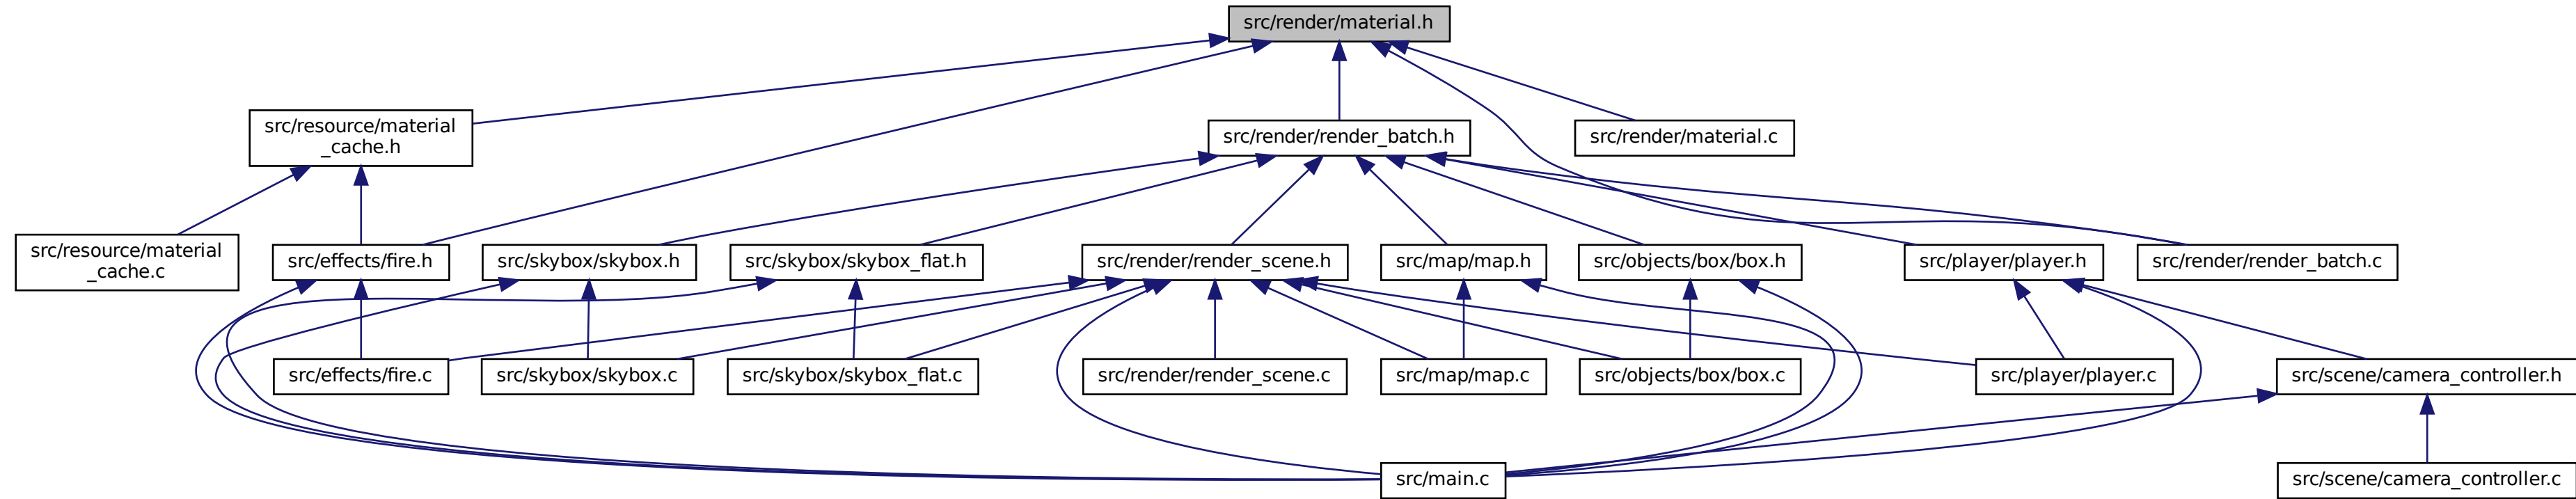 src/render/material.h
src/resource/material
_cache.h
src/render/render_batch.h
src/render/material.c
src/resource/material
_cache.c
src/effects/fire.h
src/skybox/skybox.h
src/skybox/skybox_flat.h
src/render/render_scene.h
src/map/map.h
src/objects/box/box.h
src/player/player.h
src/render/render_batch.c
src/effects/fire.c
src/skybox/skybox.c
src/skybox/skybox_flat.c
src/render/render_scene.c
src/map/map.c
src/objects/box/box.c
src/player/player.c
src/scene/camera_controller.h
src/main.c
src/scene/camera_controller.c